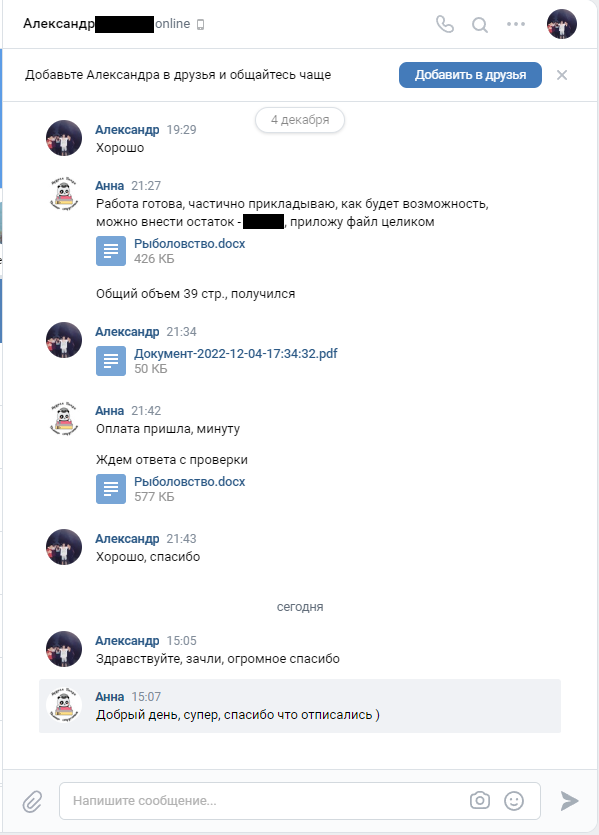 Александр online
Добавьте Александра в друзья и общайтесь чаще
Добавить в друзья
4 декабря
Александр 19:29
Хорошо
Анна 21:27
Работа готова, частично прикладываю, как будет возможность,
можно внести остаток - , приложу файл целиком
Рыболовство.docx
426 КБ
Общий объем 39 стр., получился
Александр 21:34
Документ-2022-12-04-17:34:32.pdf
50 КБ
Анна 21:42
Оплата пришла, минуту
Ждем ответа с проверки
Рыболовство.docx
577 КБ
Александр 21:43
Хорошо, спасибо
сегодня
Александр 15:05
Здравствуйте, зачли, огромное спасибо
Анна 15:07
Добрый день, супер, спасибо что отписались )
Напишите сообщение...